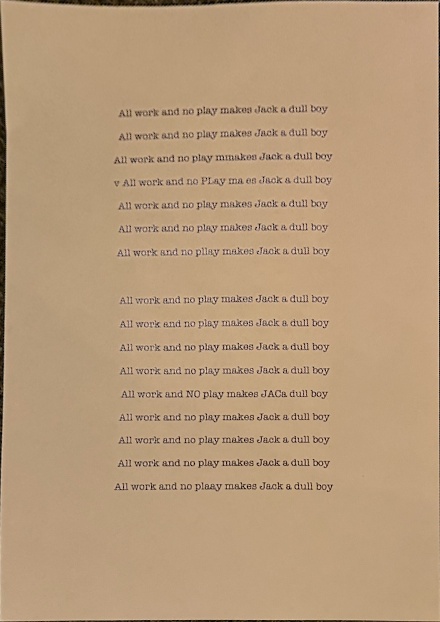 All work and no play makes Jack a dull boy
All work and no play makes Jack a dull boy
All work and no play mmakes Jack a dull boy
v All work and no PLay ma es Jack a dull boy
All work and no play makes Jack a dull boy
All work and no play makes Jack a dull boy
All work and no pllay makes Jack a dull boy
All work and no play makes Jack a dull boy
All work and no play makes Jack a dull boy
All work and no play makes Jack a dull boy
All work and no play makes Jack a dull boy
All work and NO play makes JACa dull boy
All work and no play makes Jack a dull boy
All work and no play makes Jack a dull boy
All work and no play makes Jack a dull boy
All work and no plaay makes Jack a dull boy